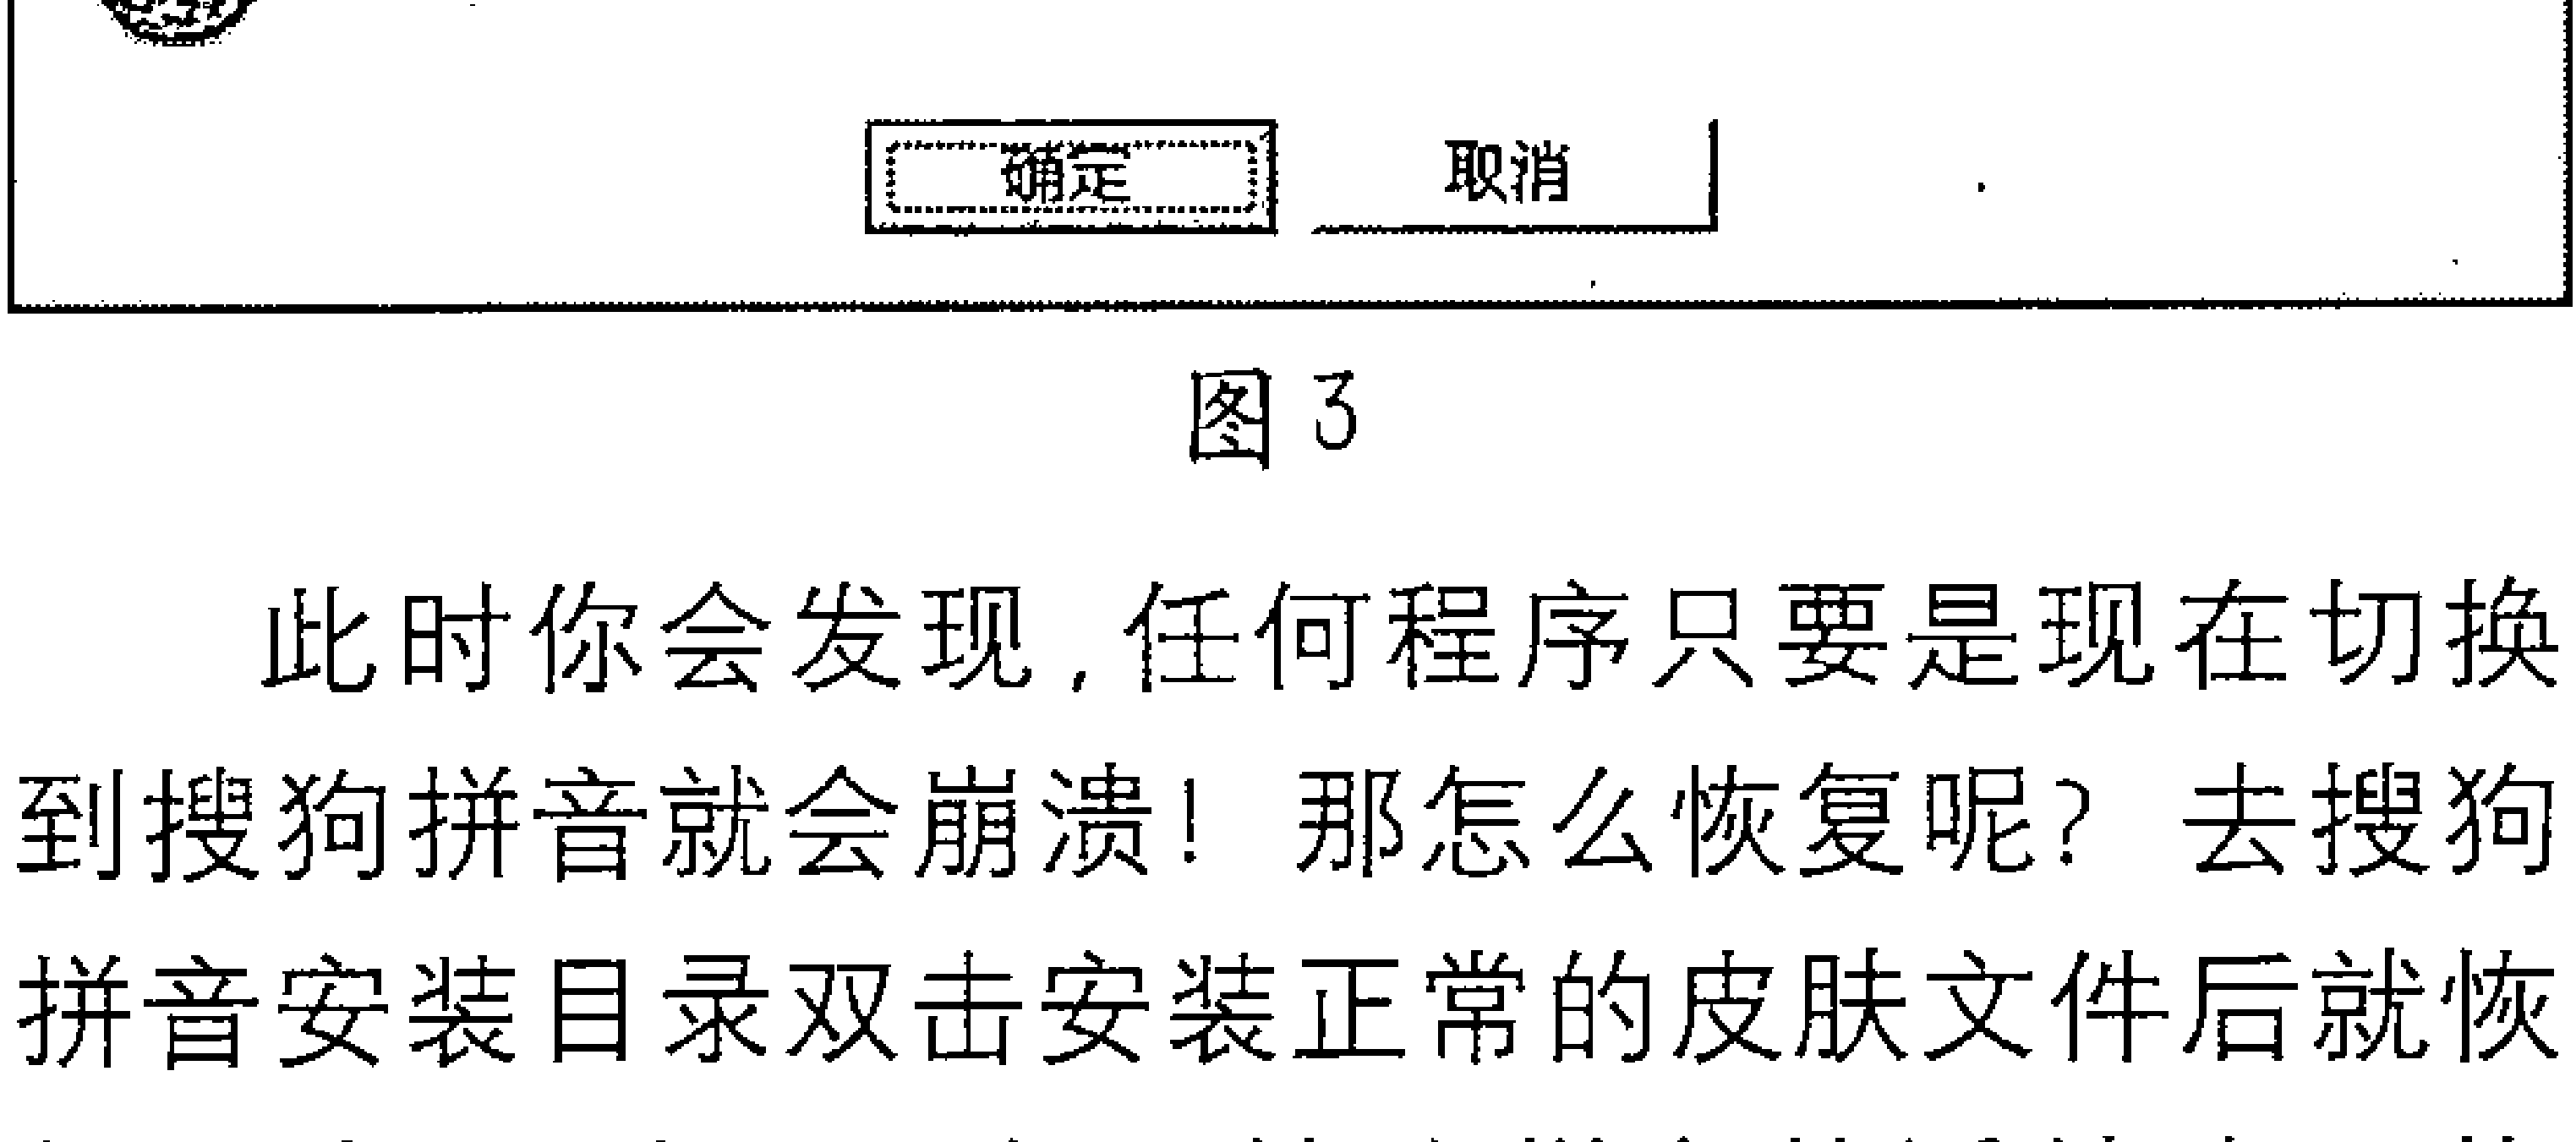 确定 取消
图 3
此时你会发现,任何程序只要是现在切换
到搜狗拼音就会崩溃! 那怎么恢复呢? 去搜狗
拼音安装目录双击安装正常的皮肤文件后就恢